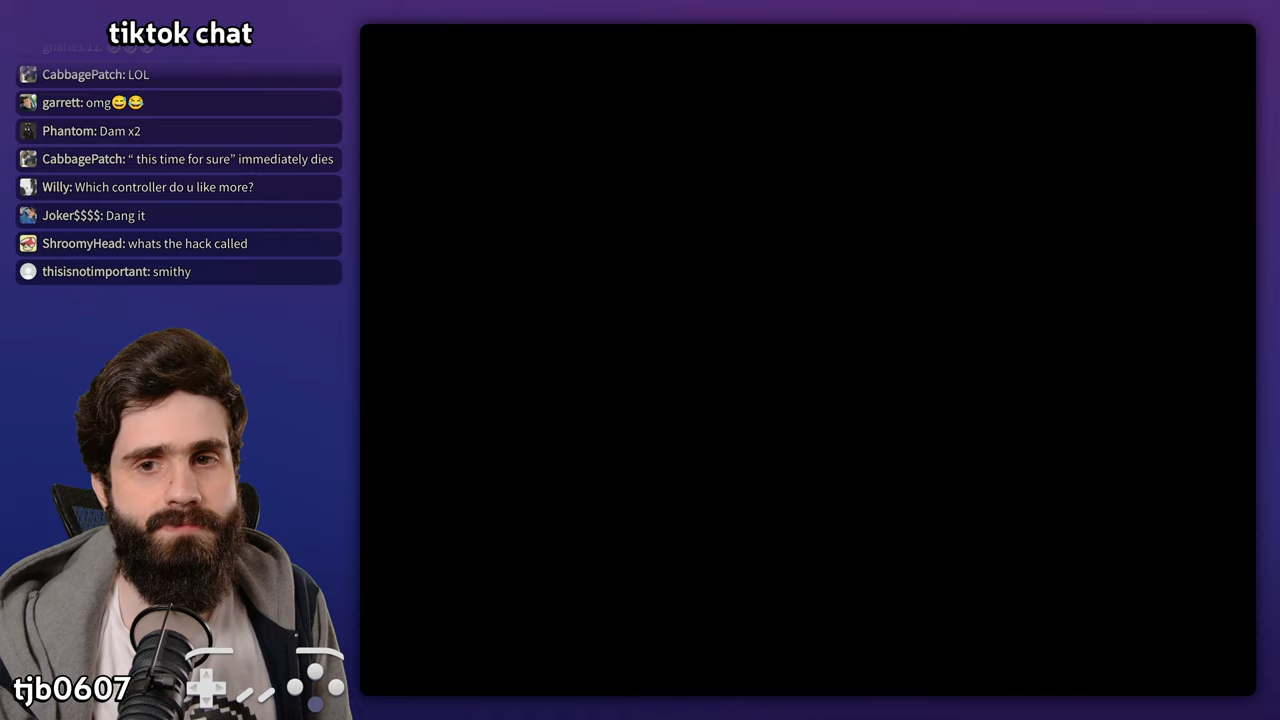 tiktok chat
CabbagePatch: LOL
garrett: omg😅😂
Phantom: Dam x2
CabbagePatch: “ this time for sure” immediately dies
Willy: Which controller do u like more?
Joker$$$$: Dang it
ShroomyHead: whats the hack called
thisisnotimportant: smithy
tjb0607